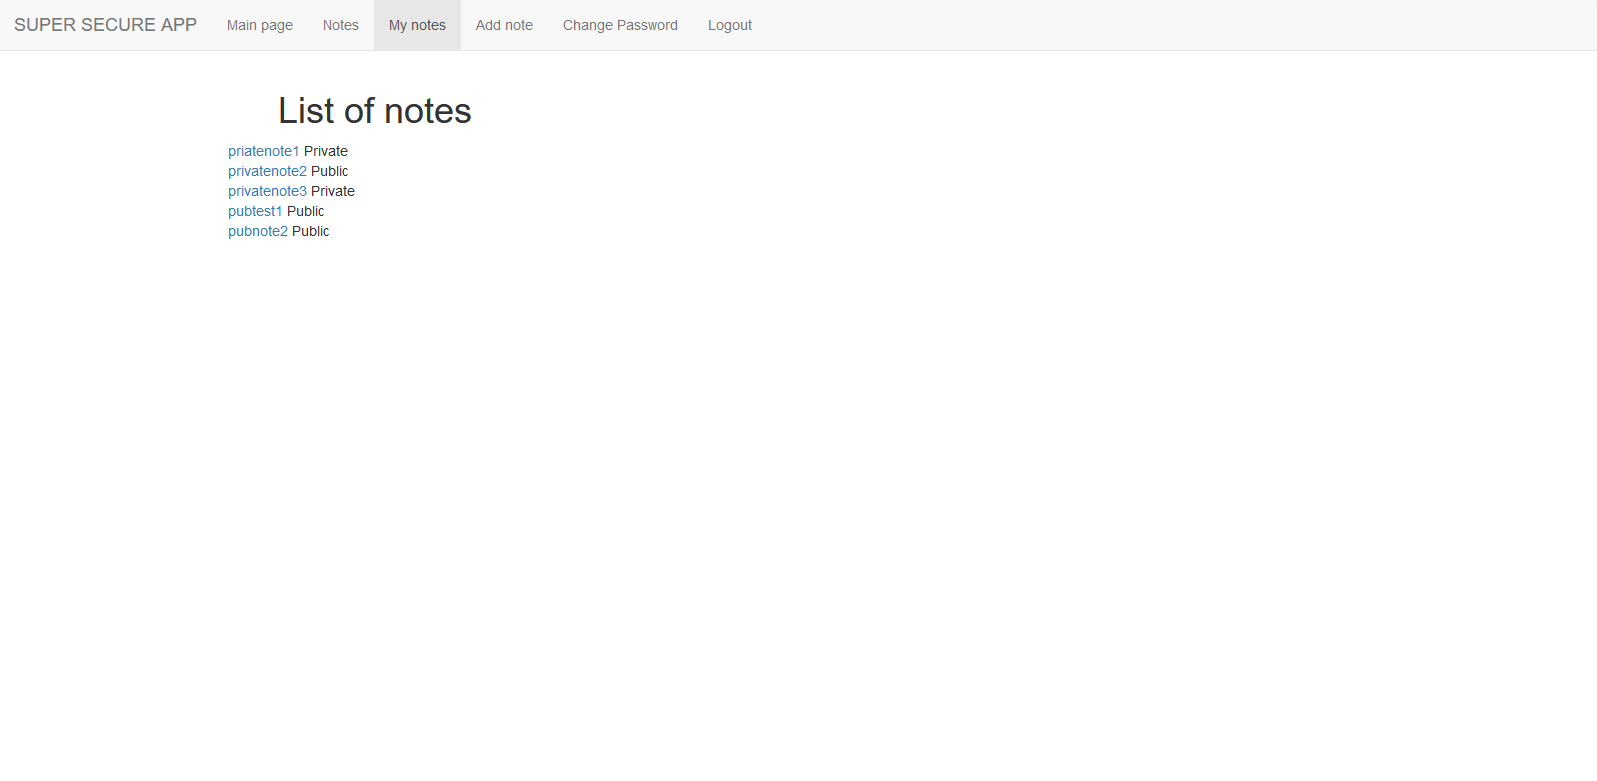 SUPER SECURE APP Main page Notes My notes Add note Change Password Logout
List of notes
priatenote1 Private
privatenote2 Public
privatenote3 Private
pubtest1 Public
pubnote2 Public